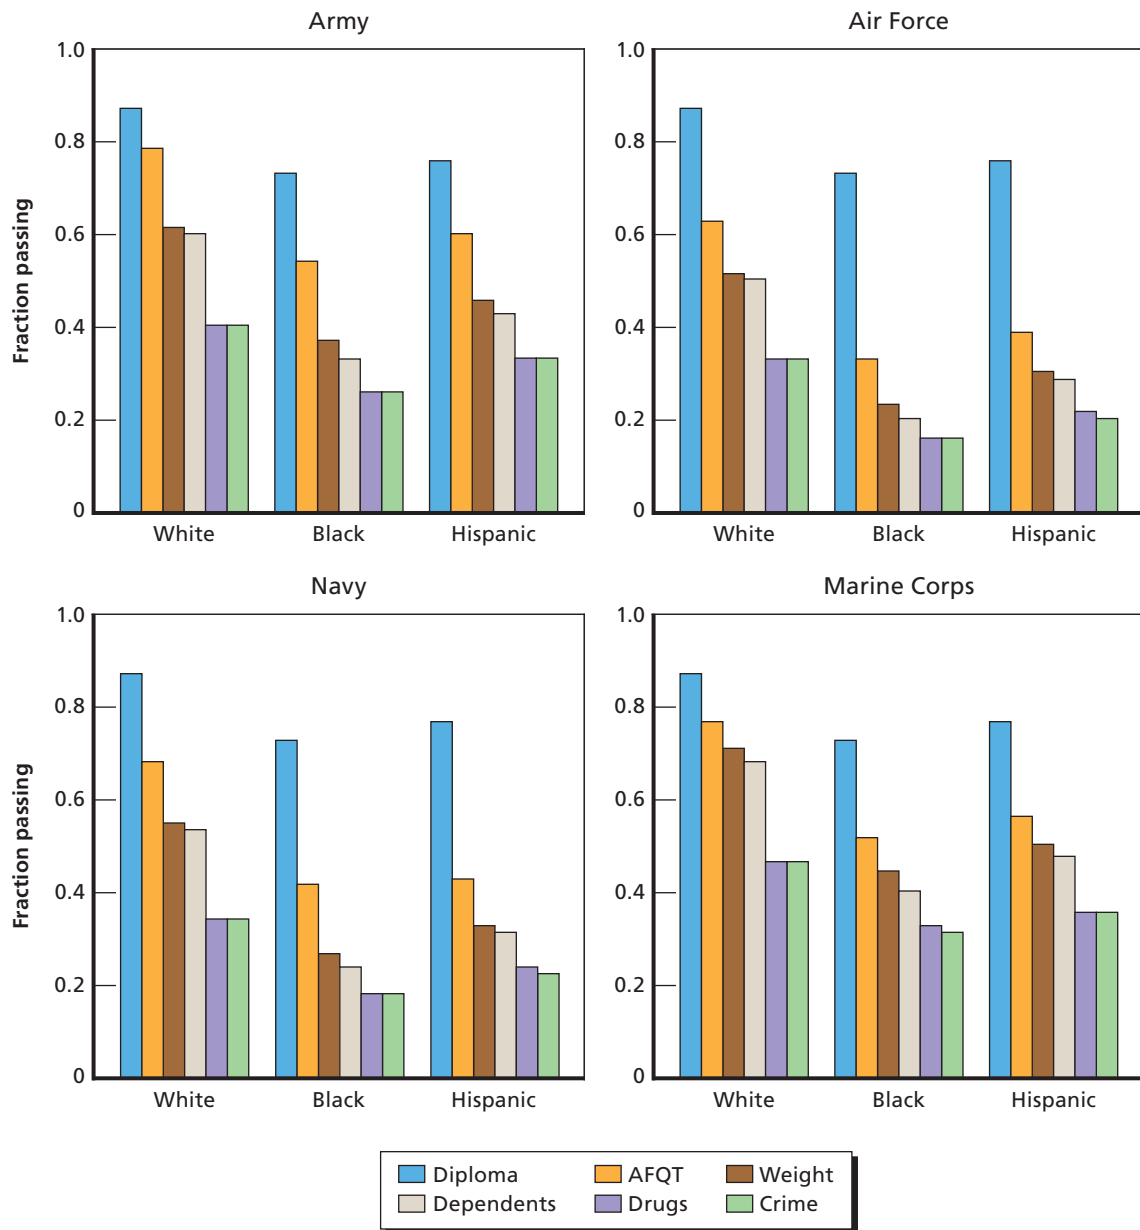 Army
Air Force
1.0
0.8
0.6
0.4
0.2
0
Fraction passing
White
Black
Hispanic
1.0
0.8
0.6
0.4
0.2
0
White
Black
Hispanic
Navy
Marine Corps
1.0
0.8
0.6
0.4
0.2
0
Fraction passing
White
Black
Hispanic
1.0
0.8
0.6
0.4
0.2
0
White
Black
Hispanic
Diploma
AFQT
Weight
Dependents
Drugs
Crime